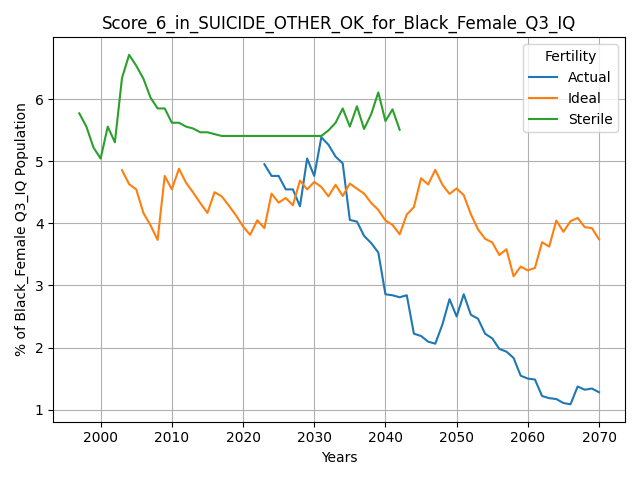 Score_6_in_SUICIDE_OTHER_OK_for_Black_Female_Q3_IQ
Fertility
Actual
Ideal
Sterile
% of Black_Female Q3_IQ Population
6
5
4
3
2
1
2000 2010 2020 2030 2040 2050 2060 2070
Years